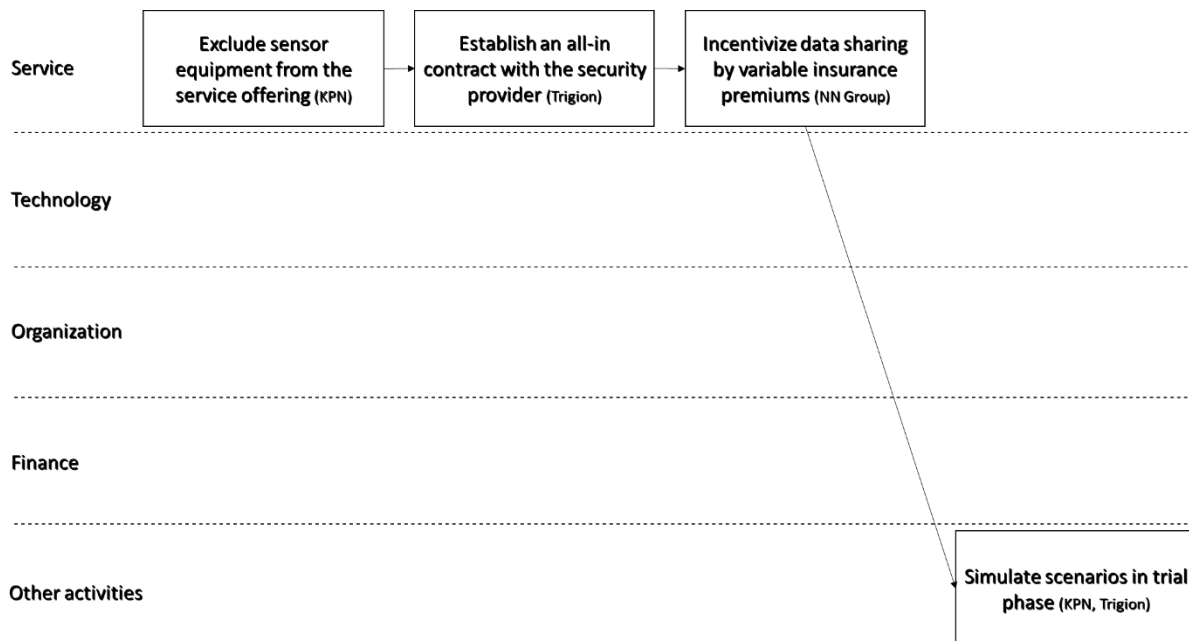 Service
Exclude sensor
equipment from the
service offering (KPN)
Establish an all-in
contract with the security
provider (Trigion)
Incentivize data sharing
by variable insurance
premiums (NN Group)
Technology
Organization
Finance
Other activities
Simulate scenarios in trial
phase (KPN, Trigion)